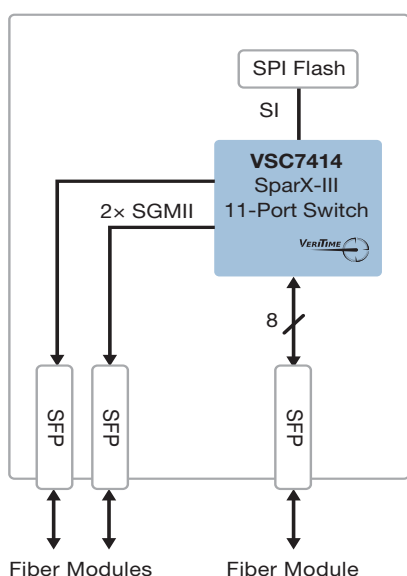 SPI Flash
SI
VSC7414
SparX-III
11-Port Switch
VERITIME
2× SGMII
8
SFP
SFP
SFP
Fiber Modules
Fiber Module